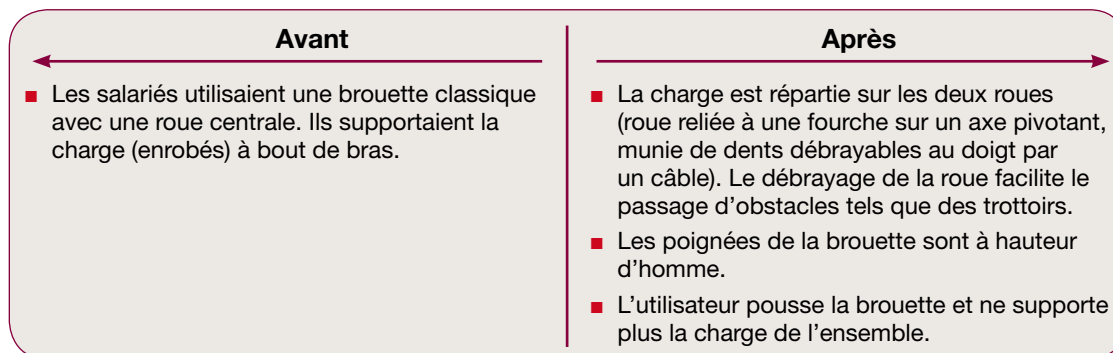 Avant
■ Les salariés utilisaient une brouette classique
avec une roue centrale. Ils supportaient la
charge (enrobés) à bout de bras.
Après
■ La charge est répartie sur les deux roues
(roue reliée à une fourche sur un axe pivotant,
munie de dents débrayables au doigt par
un câble). Le débrayage de la roue facilite le
passage d'obstacles tels que des trottoirs.
■ Les poignées de la brouette sont à hauteur
d'homme.
■ L'utilisateur pousse la brouette et ne supporte
plus la charge de l'ensemble.